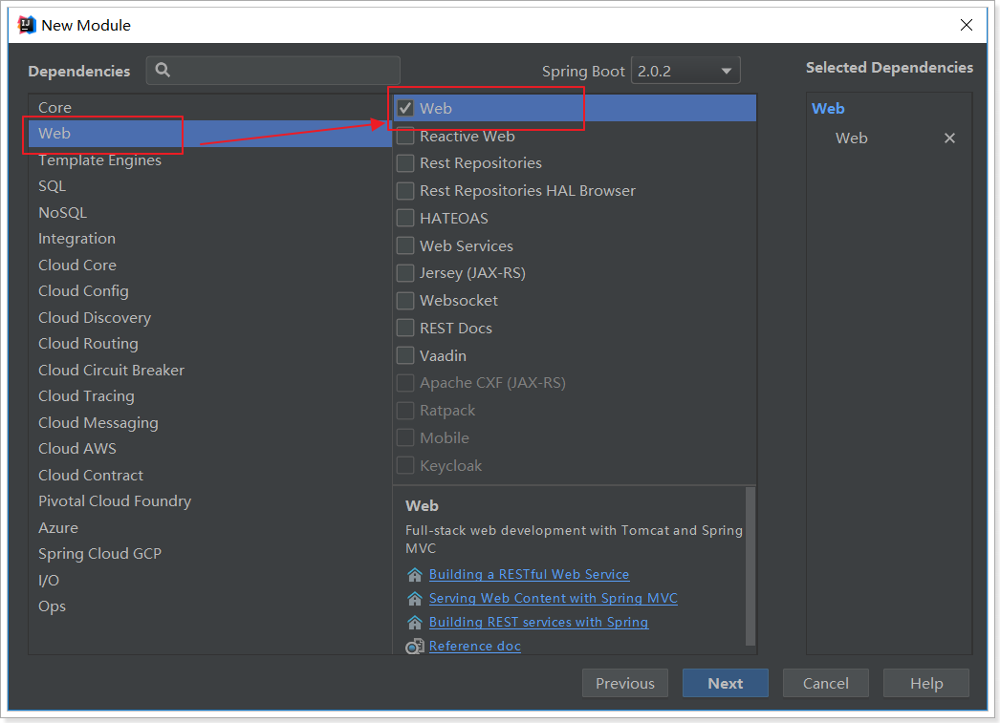 New Module
Dependencies
Spring Boot 2.0.2
Selected Dependencies
Core
Web
Template Engines
SQL
NoSQL
Integration
Cloud Core
Cloud Config
Cloud Discovery
Cloud Routing
Cloud Circuit Breaker
Cloud Tracing
Cloud Messaging
Cloud AWS
Cloud Contract
Pivotal Cloud Foundry
Azure
Spring Cloud GCP
I/O
Ops
Web
Reactive Web
Rest Repositories
Rest Repositories HAL Browser
HATEOAS
Web Services
Jersey (JAX-RS)
Websocket
REST Docs
Vaadin
Apache CXF (JAX-RS)
Ratpack
Mobile
Keycloak
Web
Full-stack web development with Tomcat and Spring
MVC
Building a RESTful Web Service
Serving Web Content with Spring MVC
Building REST services with Spring
Reference doc
Web
Web
Previous
Next
Cancel
Help